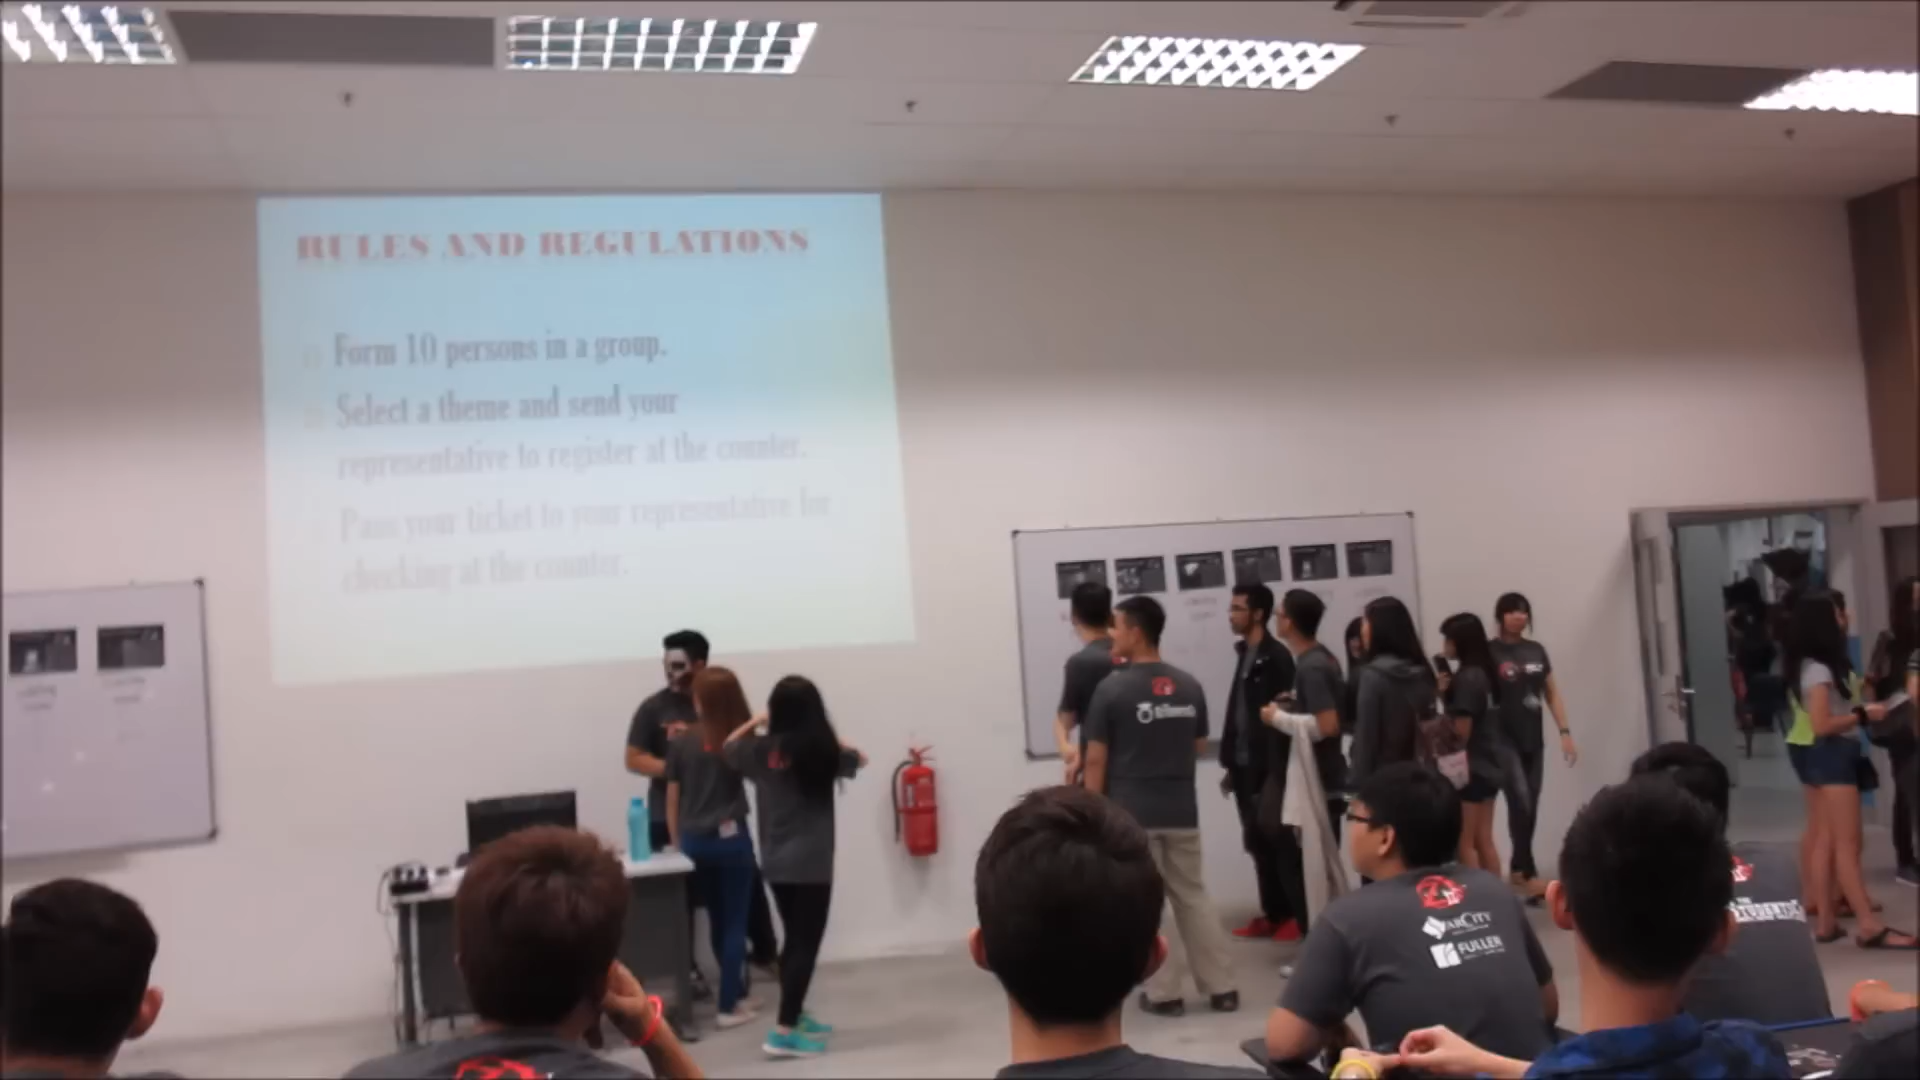 RULES AND REGULATIONS
Form 10 persons in a group.
Select a theme and send your
representative to register at the counter.
Pass your ticket to your representative for
checking at the counter.
FULLER